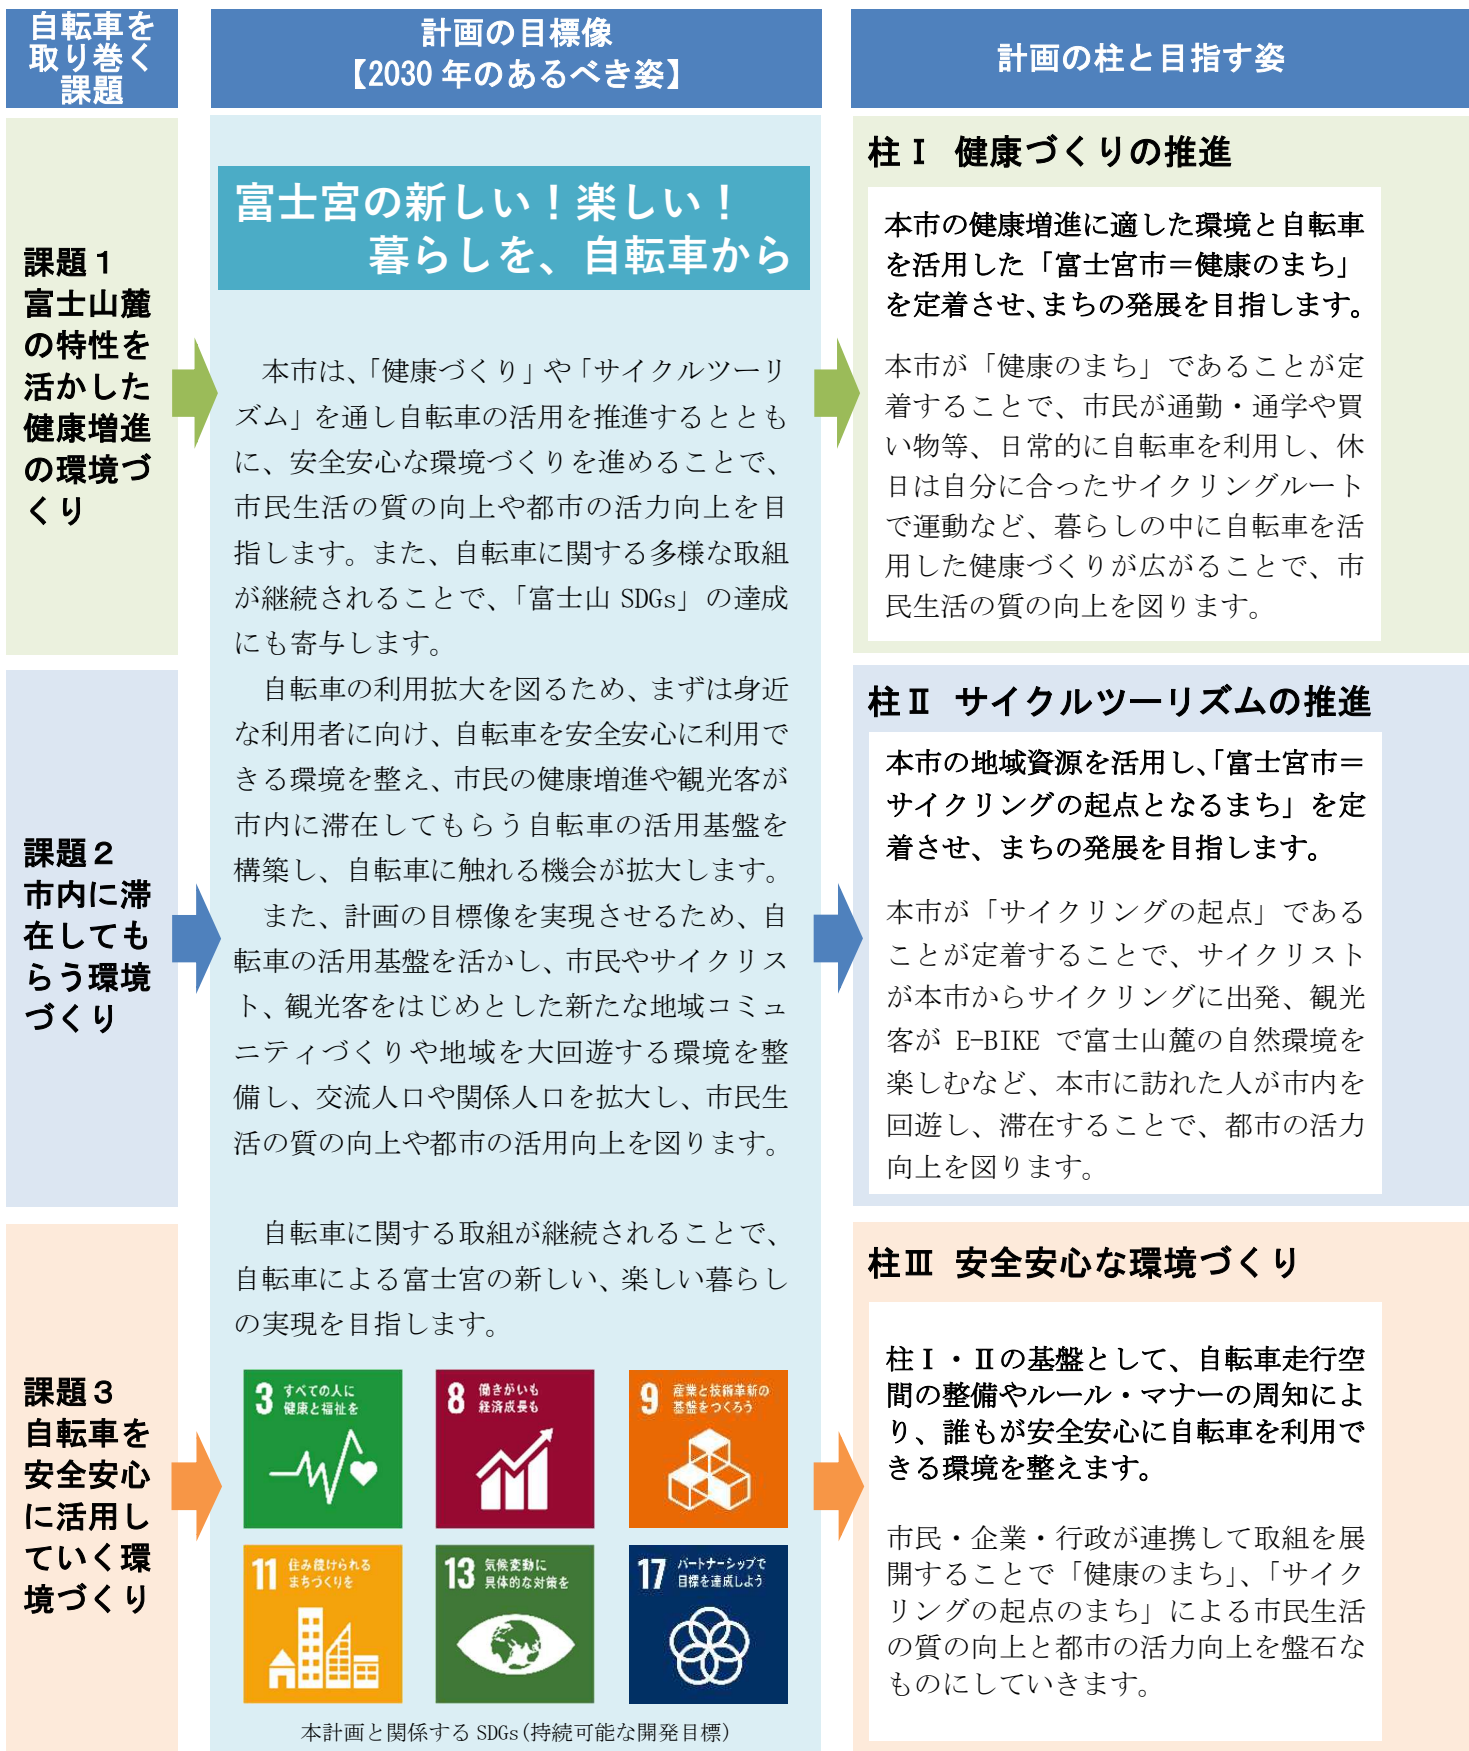 自転車を
取り巻く
課題
計画の目標像
【2030 年のあるべき姿】
計画の柱と目指す姿
課題１
富士山麓
の特性を
活かした
健康増進
の環境づ
くり
課題２
市内に滞
在しても
らう環境
づくり
課題３
自転車を
安全安心
に活用し
ていく環
境づくり
富士宮の新しい！楽しい！
暮らしを、自転車から
本市は、「健康づくり」や「サイクルツーリ
ズム」を通し自転車の活用を推進するととも
に、安全安心な環境づくりを進めることで、
市民生活の質の向上や都市の活力向上を目
指します。また、自転車に関する多様な取組
が継続されることで、「富士山 SDGs」の達成
にも寄与します。
自転車の利用拡大を図るため、まずは身近
な利用者に向け、自転車を安全安心に利用で
きる環境を整え、市民の健康増進や観光客が
市内に滞在してもらう自転車の活用基盤を
構築し、自転車に触れる機会が拡大します。
また、計画の目標像を実現させるため、自
転車の活用基盤を活かし、市民やサイクリス
ト、観光客をはじめとした新たな地域コミュ
ニティづくりや地域を大回遊する環境を整
備し、交流人口や関係人口を拡大し、市民生
活の質の向上や都市の活用向上を図ります。
自転車に関する取組が継続されることで、
自転車による富士宮の新しい、楽しい暮らし
の実現を目指します。
3 すべての人に
健康と福祉を
8 働きがいも
経済成長も
9 産業と技術革新の
基盤をつくろう
11 住み続けられる
まちづくりを
13 気候変動に
具体的な対策を
17 パートナーシップで
目標を達成しよう
本計画と関係する SDGs(持続可能な開発目標)
柱Ⅰ 健康づくりの推進
本市の健康増進に適した環境と自転車
を活用した「富士宮市＝健康のまち」
を定着させ、まちの発展を目指します。
本市が「健康のまち」であることが定
着することで、市民が通勤・通学や買
い物等、日常的に自転車を利用し、休
日は自分に合ったサイクリングルート
で運動など、暮らしの中に自転車を活
用した健康づくりが広がることで、市
民生活の質の向上を図ります。
柱Ⅱ サイクルツーリズムの推進
本市の地域資源を活用し、「富士宮市＝
サイクリングの起点となるまち」を定
着させ、まちの発展を目指します。
本市が「サイクリングの起点」である
ことが定着することで、サイクリスト
が本市からサイクリングに出発、観光
客が E-BIKE で富士山麓の自然環境を
楽しむなど、本市に訪れた人が市内を
回遊し、滞在することで、都市の活力
向上を図ります。
柱Ⅲ 安全安心な環境づくり
柱Ⅰ・Ⅱの基盤として、自転車走行空
間の整備やルール・マナーの周知によ
り、誰もが安全安心に自転車を利用で
きる環境を整えます。
市民・企業・行政が連携して取組を展
開することで「健康のまち」、「サイク
リングの起点のまち」による市民生活
の質の向上と都市の活力向上を盤石な
ものにしていきます。